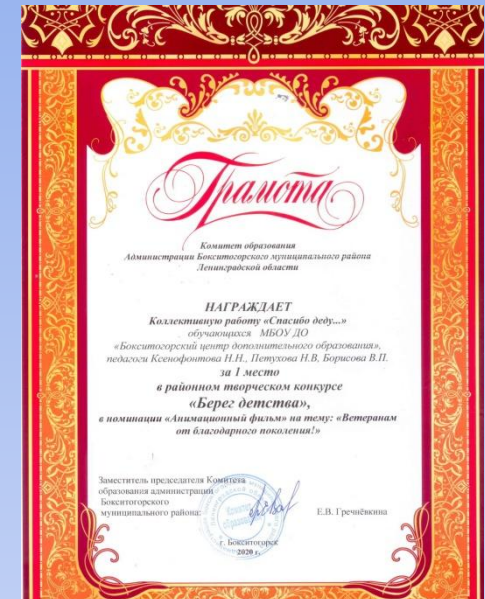 Грамота
Комитет образования
Администрации Бокситогорского муниципального района
Ленинградской области
НАГРАЖДАЕТ
Коллективную работу «Спасибо деду...»
обучающихся МБОУ ДО
«Бокситогорский центр дополнительного образования»,
педагоги Ксенофонтова Н.Н., Петухова Н.В, Борисова В.П.
за 1 место
в районном творческом конкурсе
«Берег детства»,
в номинации «Анимационный фильм» на тему: «Ветеранам
от благодарного поколения!»
Заместитель председателя Комитета
образования администрации
Бокситогорского
муниципального района:
Е.В. Гречнёвкина
г. Бокситогорск
2020 г.